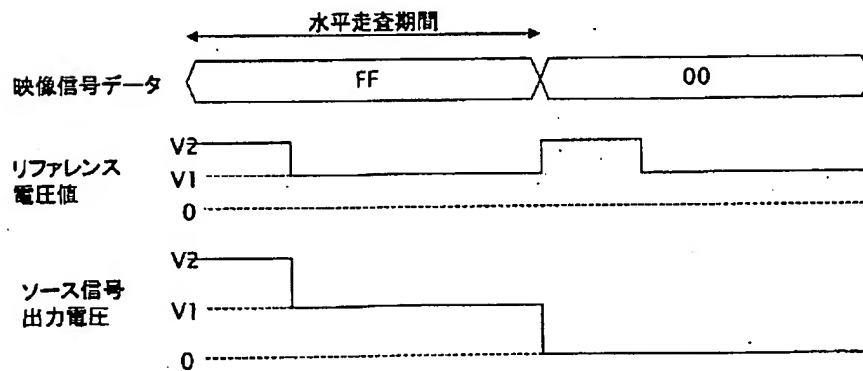 水平走査期間
映像信号データ
FF
00
リファレンス
電圧値
V2
V1
0
ソース信号
出力電圧
V2
V1
0